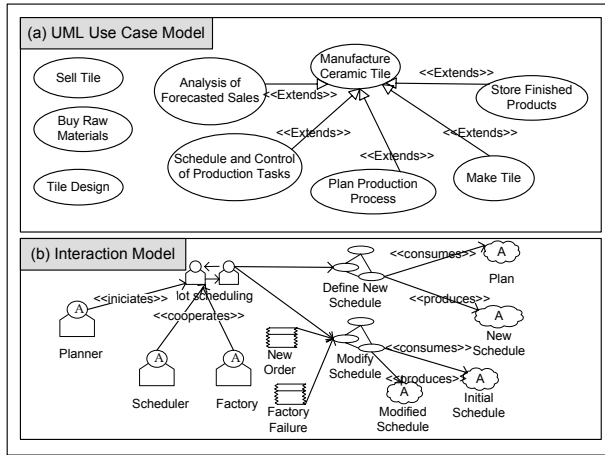 (a) UML Use Case Model
Manufacture
Ceramic Tile
<<Extends>>
Sell Tile
Analysis of
Forecasted Sales
<<Extends>>
<<Extends>>
Store Finished
Products
Buy Raw
Materials
<<Extends>>
<<Extends>>
Schedule and Control
of Production Tasks
Tile Design
Plan Production
Process
Make Tile
(b) Interaction Model
A
<<consumes>>
Plan
<<iniciates>>
lot scheduling
Define New
Schedule
<<produces>>
A
<<cooperates>>
A
Planner
New
Schedule
New
Order
Modify
Schedule
<<consumes>>
A
A
<<produces>>
A
A
Scheduler
Factory
Factory
Failure
Modified
Schedule
Initial
Schedule